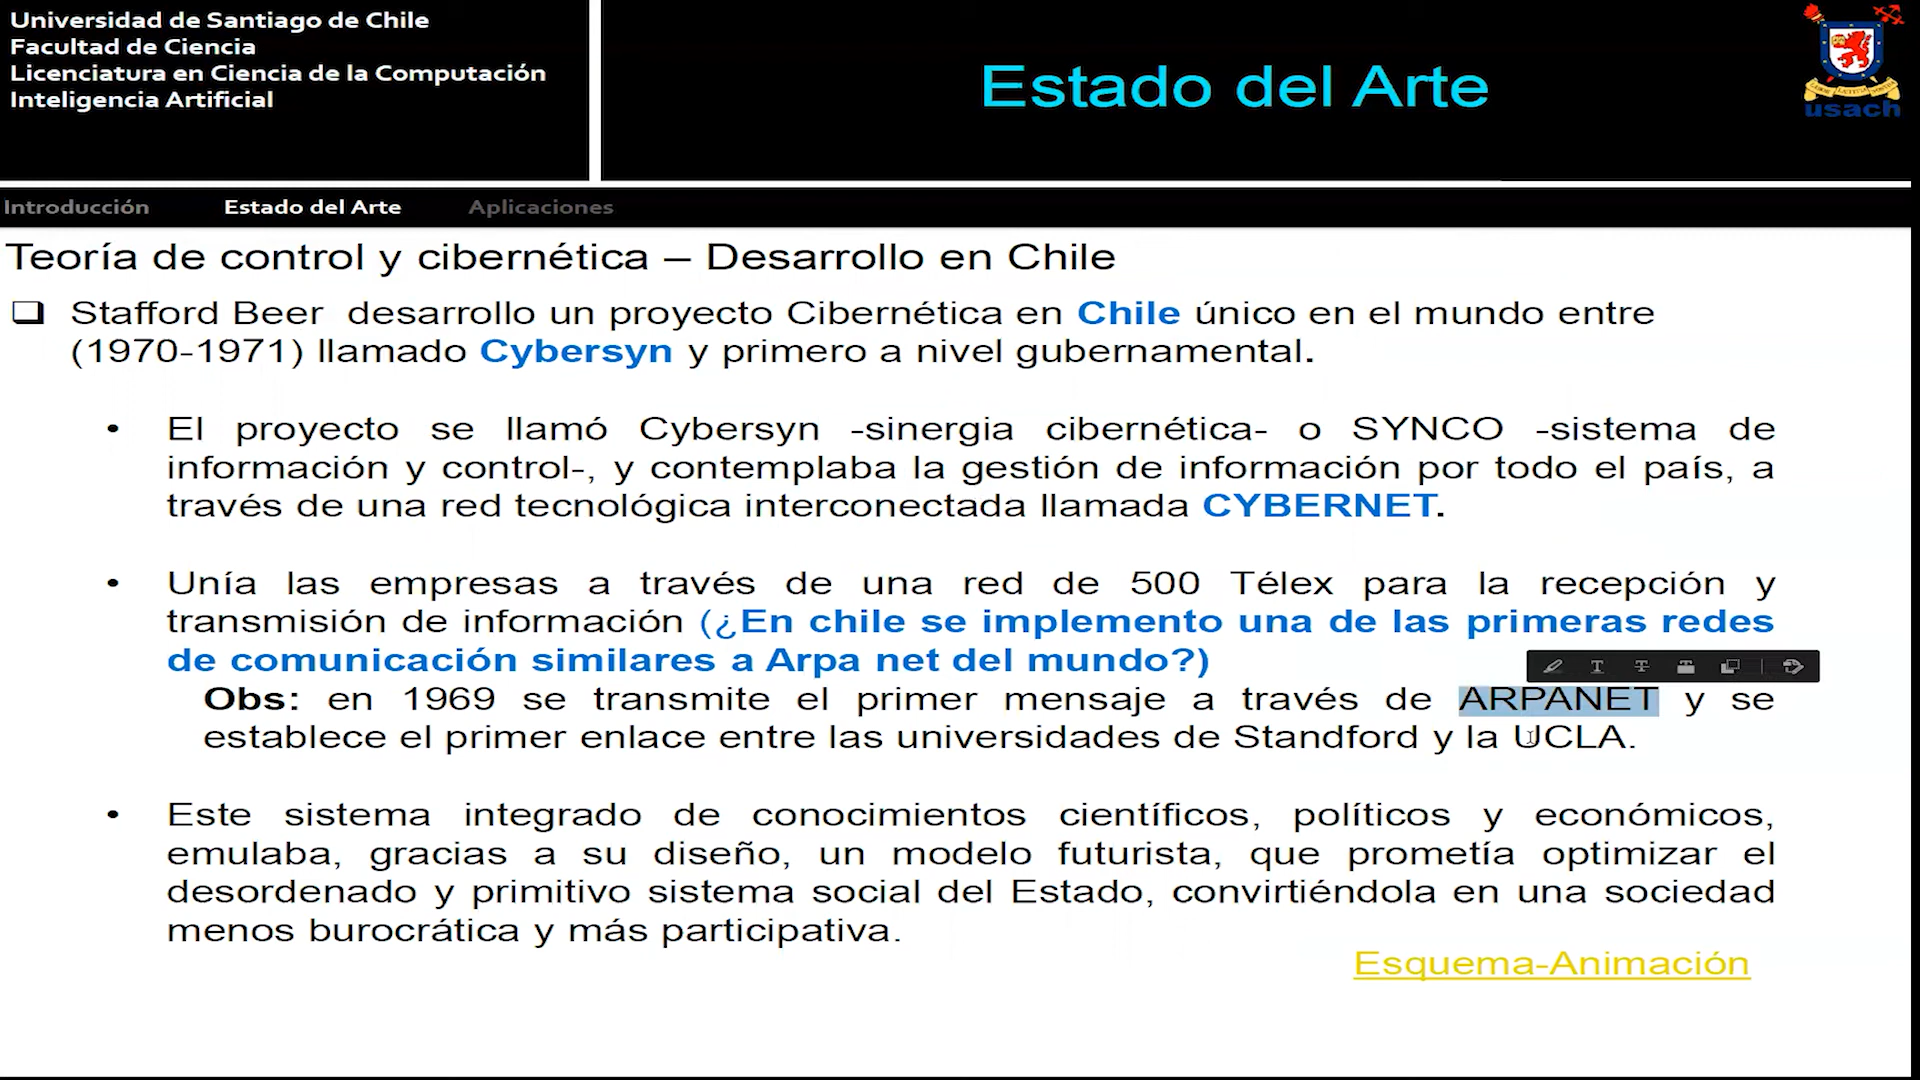 Universidad de Santiago de Chile
Facultad de Ciencia
Licenciatura en Ciencia de la Computación
Inteligencia Artificial
Estado del Arte
usach
Introducción Estado del Arte Aplicaciones
Teoría de control y cibernética – Desarrollo en Chile
❑ Stafford Beer desarrollo un proyecto Cibernética en Chile único en el mundo entre
(1970-1971) llamado Cybersyn y primero a nivel gubernamental.
• El proyecto se llamó Cybersyn -sinergia cibernética- o SYNCO -sistema de
información y control-, y contemplaba la gestión de información por todo el país, a
través de una red tecnológica interconectada llamada CYBERNET.
• Unía las empresas a través de una red de 500 Télex para la recepción y
transmisión de información (¿En chile se implemento una de las primeras redes
de comunicación similares a Arpa net del mundo?)
Obs: en 1969 se transmite el primer mensaje a través de ARPANET y se
establece el primer enlace entre las universidades de Standford y la UCLA.
• Este sistema integrado de conocimientos científicos, políticos y económicos,
emulaba, gracias a su diseño, un modelo futurista, que prometía optimizar el
desordenado y primitivo sistema social del Estado, convirtiéndola en una sociedad
menos burocrática y más participativa.
Esquema-Animación